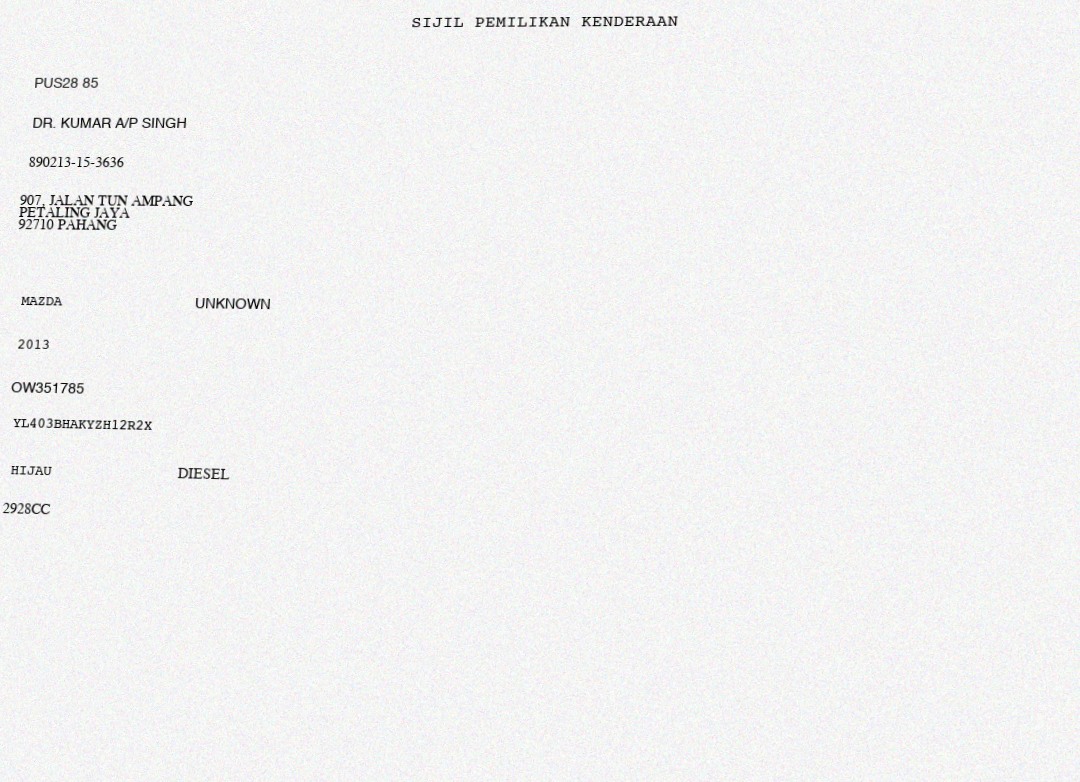 SIJIL PEMILIKAN KENDERAAN
PUS28 85
DR. KUMAR A/P SINGH
890213-15-3636
907, JALAN TUN AMPANG
PETALING JAYA
92710 PAHANG
MAZDA UNKNOWN
2013
OW351785
YL403BHAKYZH12R2X
HIJAU DIESEL
2928CC